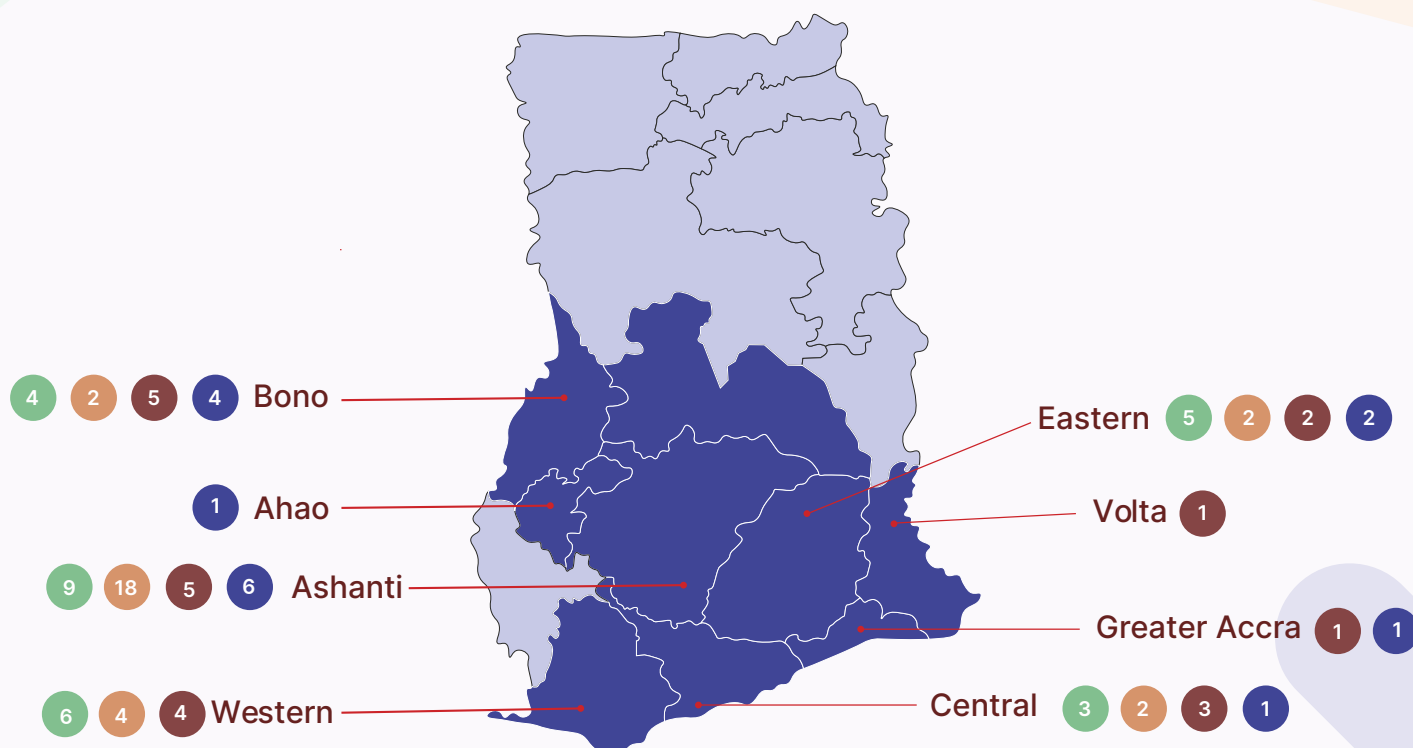 4 2 5 4 Bono
Eastern 5 2 2 2
1 Ahao
Volta 1
9 18 5 6 Ashanti
Greater Accra 1 1
6 4 4 Western
Central 3 2 3 1